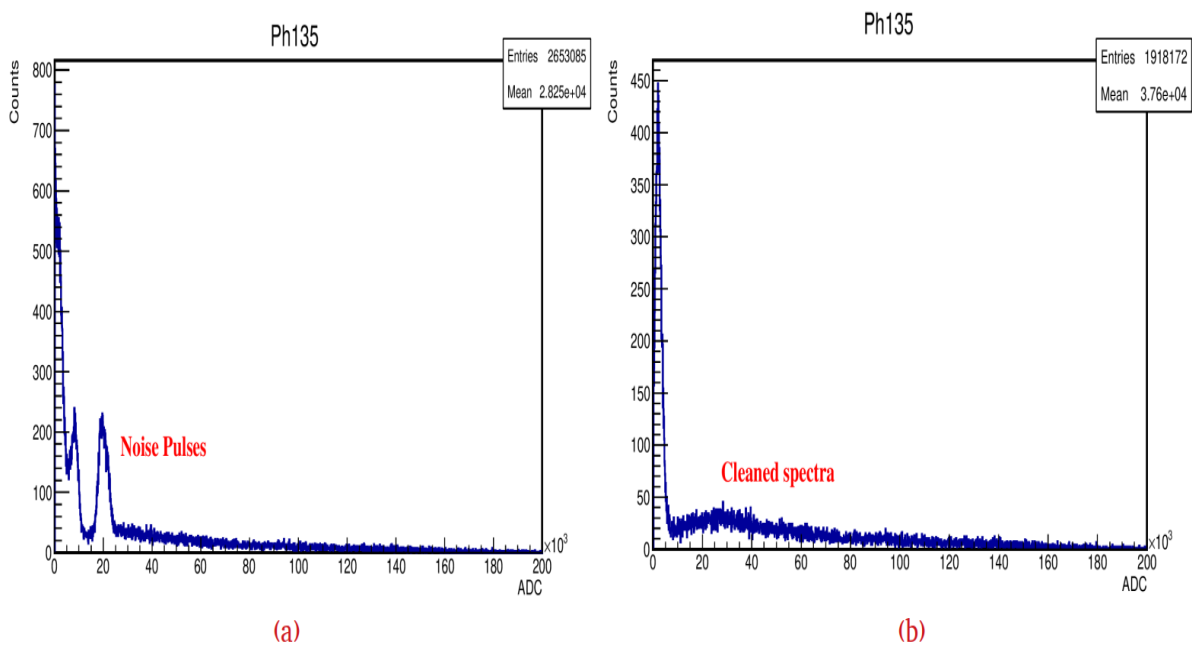 Ph135
Entries 2653085
Mean 2.825e+04
Counts
800
700
600
500
400
300
200
100
0
Noise Pulses
0 20 40 60 80 100 120 140 160 180 200
×10³
ADC
(a)
Ph135
Entries 1918172
Mean 3.76e+04
Counts
450
400
350
300
250
200
150
100
50
0
Cleaned spectra
0 20 40 60 80 100 120 140 160 180 200
×10³
ADC
(b)